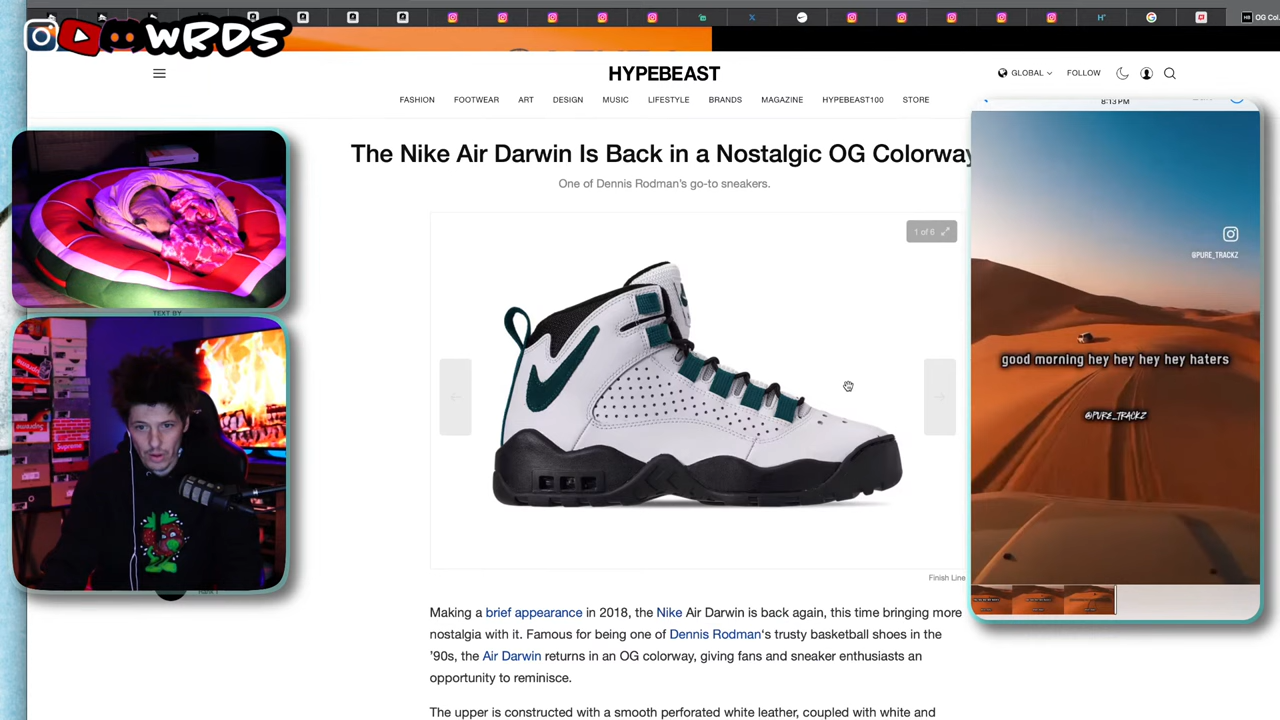 WRDS
OG Col
HYPEBEAST
GLOBAL
FOLLOW
FASHION FOOTWEAR ART DESIGN MUSIC LIFESTYLE BRANDS MAGAZINE HYPEBEAST100 STORE
The Nike Air Darwin Is Back in a Nostalgic OG Colorway
One of Dennis Rodman's go-to sneakers.
1 of 6
Finish Line
TEXT BY
Supreme
Making a brief appearance in 2018, the Nike Air Darwin is back again, this time bringing more
nostalgia with it. Famous for being one of Dennis Rodman's trusty basketball shoes in the
'90s, the Air Darwin returns in an OG colorway, giving fans and sneaker enthusiasts an
opportunity to reminisce.
The upper is constructed with a smooth perforated white leather, coupled with white and
8:13 PM
@PURE_TRACKZ
good morning hey hey hey hey haters
@PURE_TRACKZ